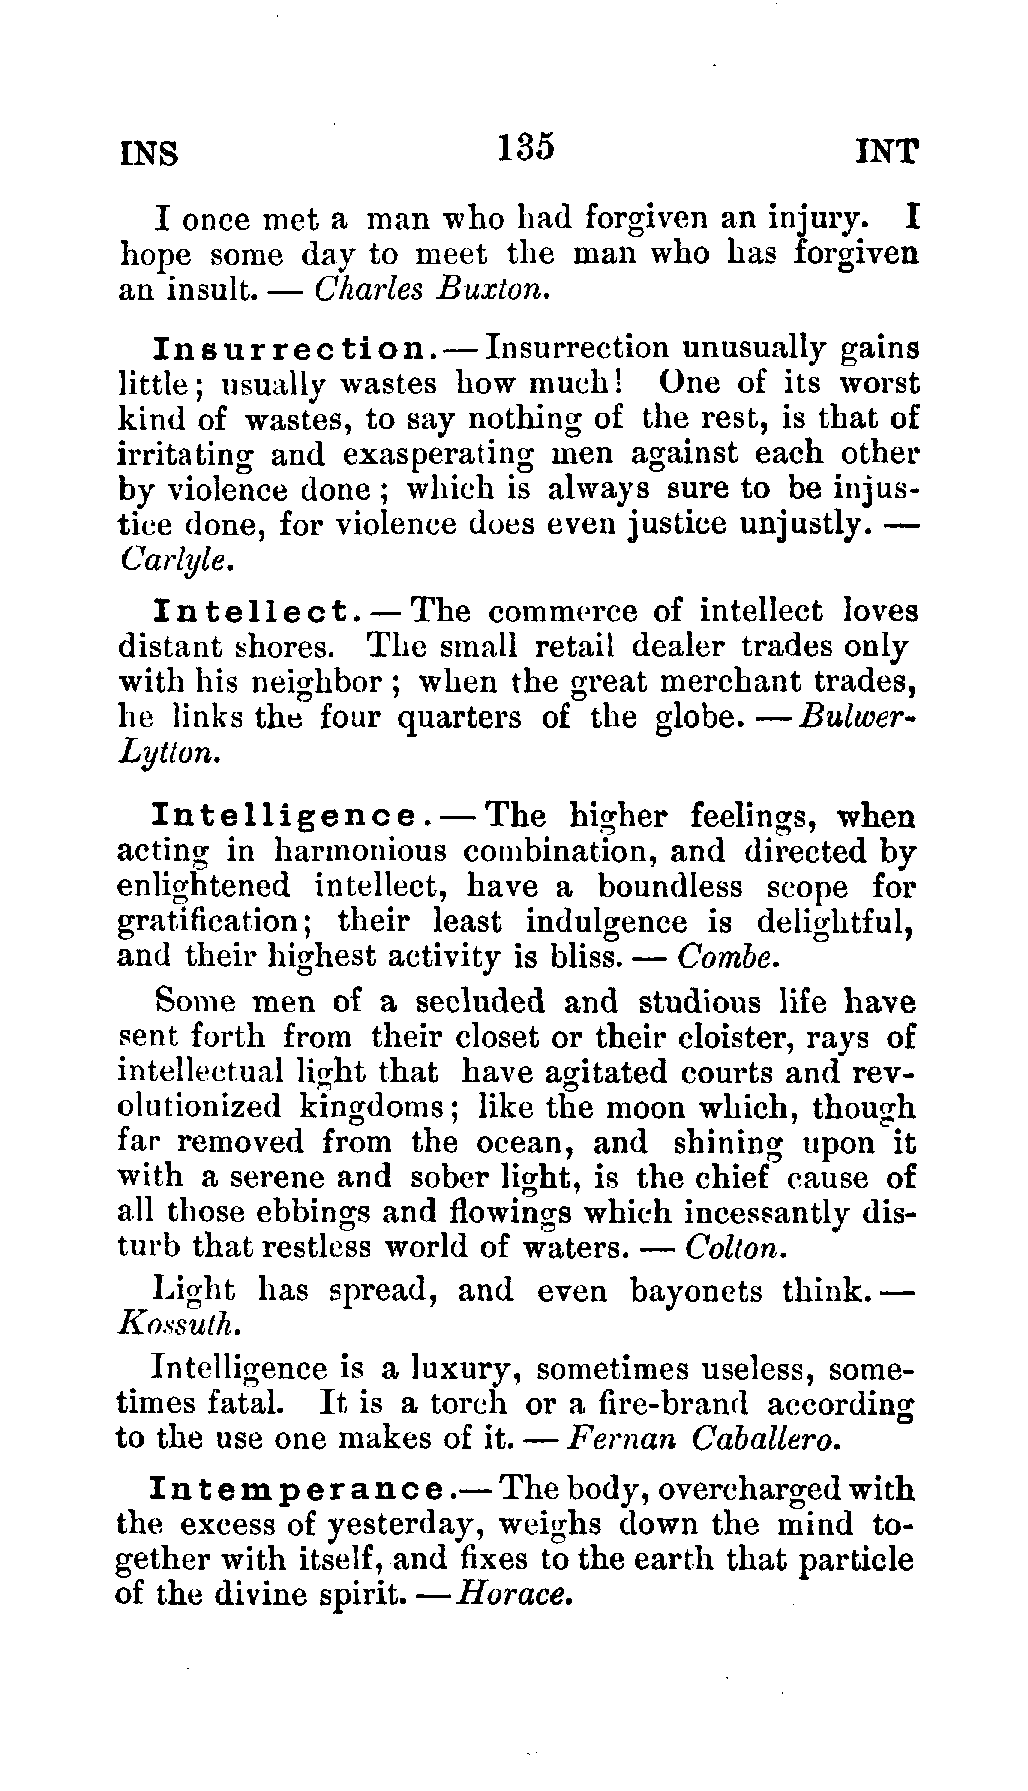 INS 135 INT
I once met a man who had forgiven an injury. I
hope some day to meet the man who has forgiven
an insult. — Charles Buxton.
Insurrection. — Insurrection unusually gains
little; usually wastes how much! One of its worst
kind of wastes, to say nothing of the rest, is that of
irritating and exasperating men against each other
by violence done; which is always sure to be injus-
tice done, for violence does even justice unjustly. —
Carlyle.
Intellect. — The commerce of intellect loves
distant shores. The small retail dealer trades only
with his neighbor; when the great merchant trades,
he links the four quarters of the globe. — Bulwer-
Lytton.
Intelligence. — The higher feelings, when
acting in harmonious combination, and directed by
enlightened intellect, have a boundless scope for
gratification; their least indulgence is delightful,
and their highest activity is bliss. — Combe.
Some men of a secluded and studious life have
sent forth from their closet or their cloister, rays of
intellectual light that have agitated courts and rev-
olutionized kingdoms; like the moon which, though
far removed from the ocean, and shining upon it
with a serene and sober light, is the chief cause of
all those ebbings and flowings which incessantly dis-
turb that restless world of waters. — Colton.
Light has spread, and even bayonets think. —
Kossuth.
Intelligence is a luxury, sometimes useless, some-
times fatal. It is a torch or a fire-brand according
to the use one makes of it. — Fernan Caballero.
Intemperance. — The body, overcharged with
the excess of yesterday, weighs down the mind to-
gether with itself, and fixes to the earth that particle
of the divine spirit. — Horace.